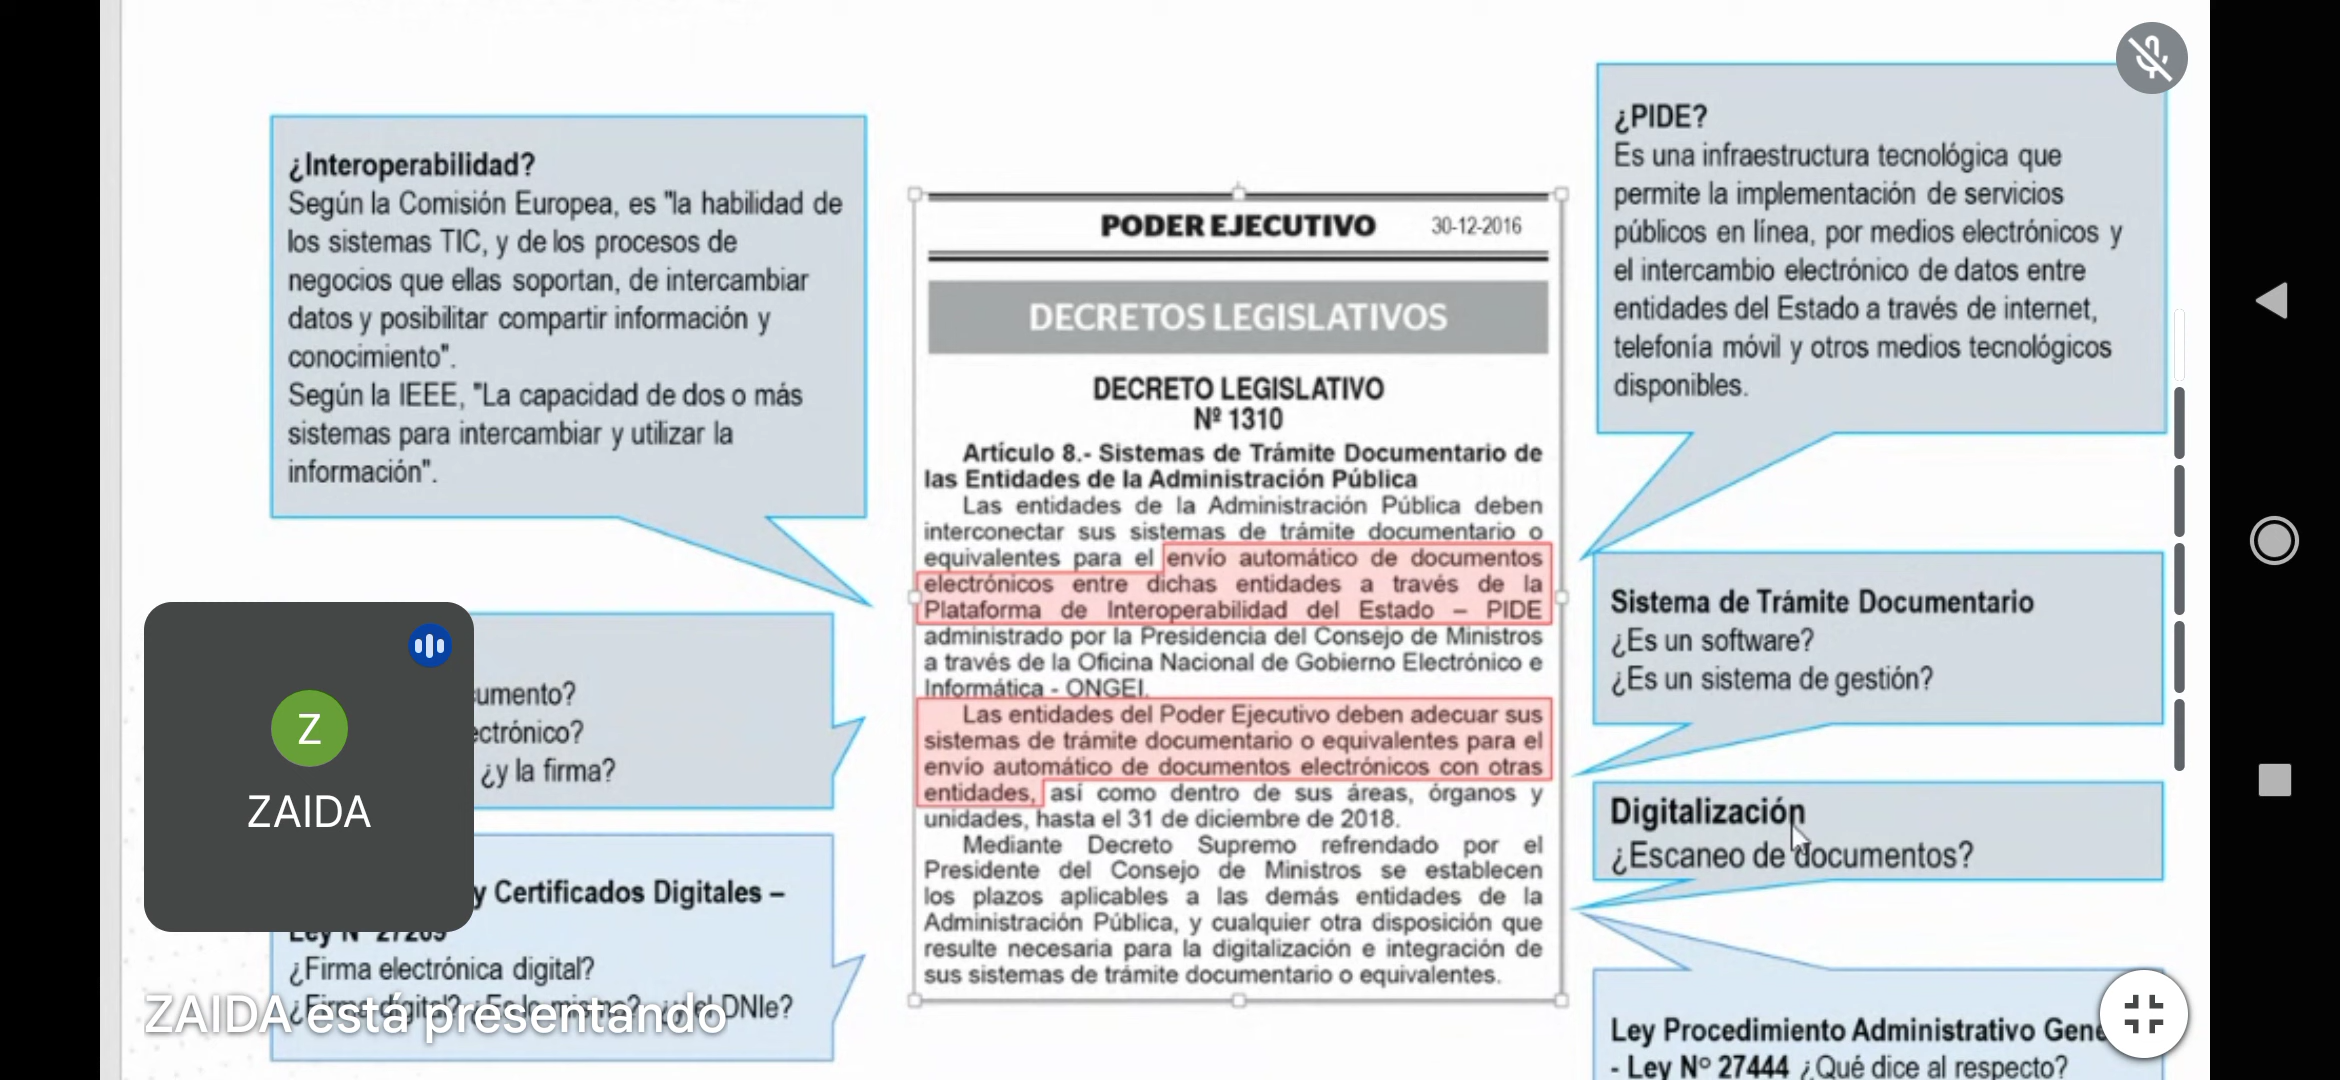 ¿Interoperabilidad?
Según la Comisión Europea, es "la habilidad de
los sistemas TIC, y de los procesos de
negocios que ellas soportan, de intercambiar
datos y posibilitar compartir información y
conocimiento".
Según la IEEE, "La capacidad de dos o más
sistemas para intercambiar y utilizar la
información".
umento?
ectrónico?
¿y la firma?
Z
ZAIDA
y Certificados Digitales –
Ley N° 27269
¿Firma electrónica digital?
¿Firma digital? ¿Es lo mismo? ¿y el DNIe?
ZAIDA está presentando
PODER EJECUTIVO 30-12-2016
DECRETOS LEGISLATIVOS
DECRETO LEGISLATIVO
Nº 1310
Artículo 8.- Sistemas de Trámite Documentario de
las Entidades de la Administración Pública
Las entidades de la Administración Pública deben
interconectar sus sistemas de trámite documentario o
equivalentes para el envío automático de documentos
electrónicos entre dichas entidades a través de la
Plataforma de Interoperabilidad del Estado – PIDE
administrado por la Presidencia del Consejo de Ministros
a través de la Oficina Nacional de Gobierno Electrónico e
Informática - ONGEI.
Las entidades del Poder Ejecutivo deben adecuar sus
sistemas de trámite documentario o equivalentes para el
envío automático de documentos electrónicos con otras
entidades, así como dentro de sus áreas, órganos y
unidades, hasta el 31 de diciembre de 2018.
Mediante Decreto Supremo refrendado por el
Presidente del Consejo de Ministros se establecen
los plazos aplicables a las demás entidades de la
Administración Pública, y cualquier otra disposición que
resulte necesaria para la digitalización e integración de
sus sistemas de trámite documentario o equivalentes.
¿PIDE?
Es una infraestructura tecnológica que
permite la implementación de servicios
públicos en línea, por medios electrónicos y
el intercambio electrónico de datos entre
entidades del Estado a través de internet,
telefonía móvil y otros medios tecnológicos
disponibles.
Sistema de Trámite Documentario
¿Es un software?
¿Es un sistema de gestión?
Digitalización
¿Escaneo de documentos?
Ley Procedimiento Administrativo Gene
- Ley Nº 27444 ¿Qué dice al respecto?